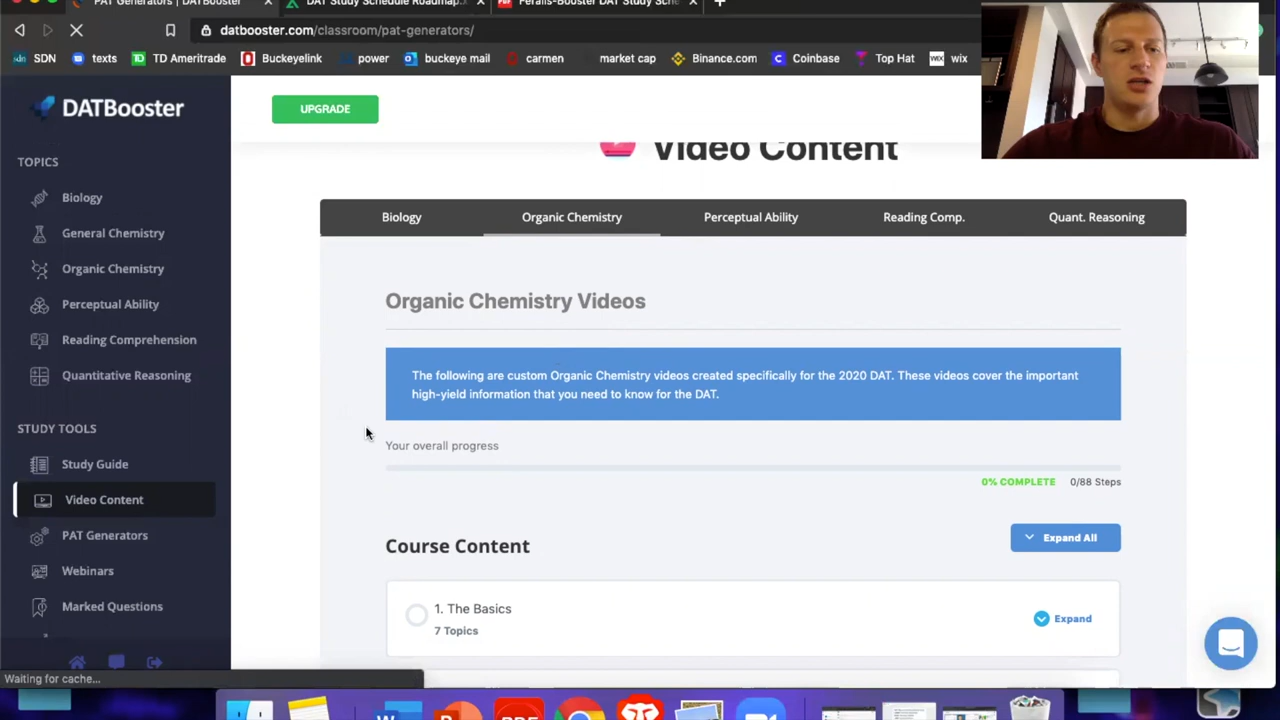 PAT Generators | DATBooster
DAT Study Schedule Roadmap.
Feralis-Booster DAT Study Sche
datbooster.com/classroom/pat-generators/
SDN
texts
TD Ameritrade
Buckeyelink
power
buckeye mail
carmen
market cap
Binance.com
Coinbase
Top Hat
wix
DATBooster
UPGRADE
TOPICS
Biology
General Chemistry
Organic Chemistry
Perceptual Ability
Reading Comprehension
Quantitative Reasoning
STUDY TOOLS
Study Guide
Video Content
PAT Generators
Webinars
Marked Questions
Video Content
Biology
Organic Chemistry
Perceptual Ability
Reading Comp.
Quant. Reasoning
Organic Chemistry Videos
The following are custom Organic Chemistry videos created specifically for the 2020 DAT. These videos cover the important
high-yield information that you need to know for the DAT.
Your overall progress
0% COMPLETE 0/88 Steps
Course Content
Expand All
1. The Basics
7 Topics
Expand
Waiting for cache...